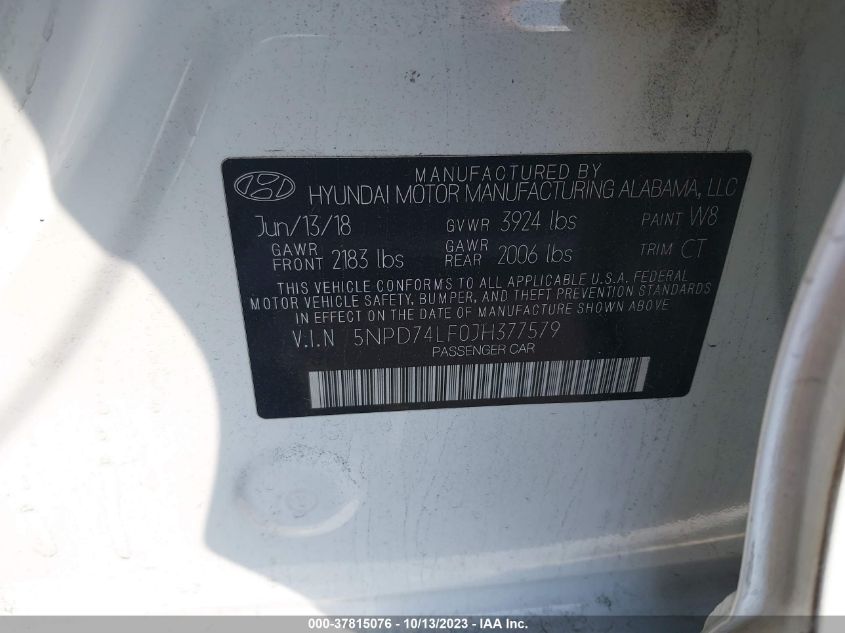 MANUFACTURED BY
HYUNDAI MOTOR MANUFACTURING ALABAMA, LLC
Jun/13/18 GVWR 3924 lbs PAINT W8
GAWR FRONT 2183 lbs GAWR REAR 2006 lbs TRIM CT
THIS VEHICLE CONFORMS TO ALL APPLICABLE U.S.A. FEDERAL
MOTOR VEHICLE SAFETY, BUMPER, AND THEFT PREVENTION STANDARDS
IN EFFECT ON THE DATE OF MANUFACTURE SHOWN ABOVE.
V.I.N 5NPD74LF0JH377579
PASSENGER CAR
000-37815076 - 10/13/2023 - COPYRIGHT © 2023 IAA, Inc.